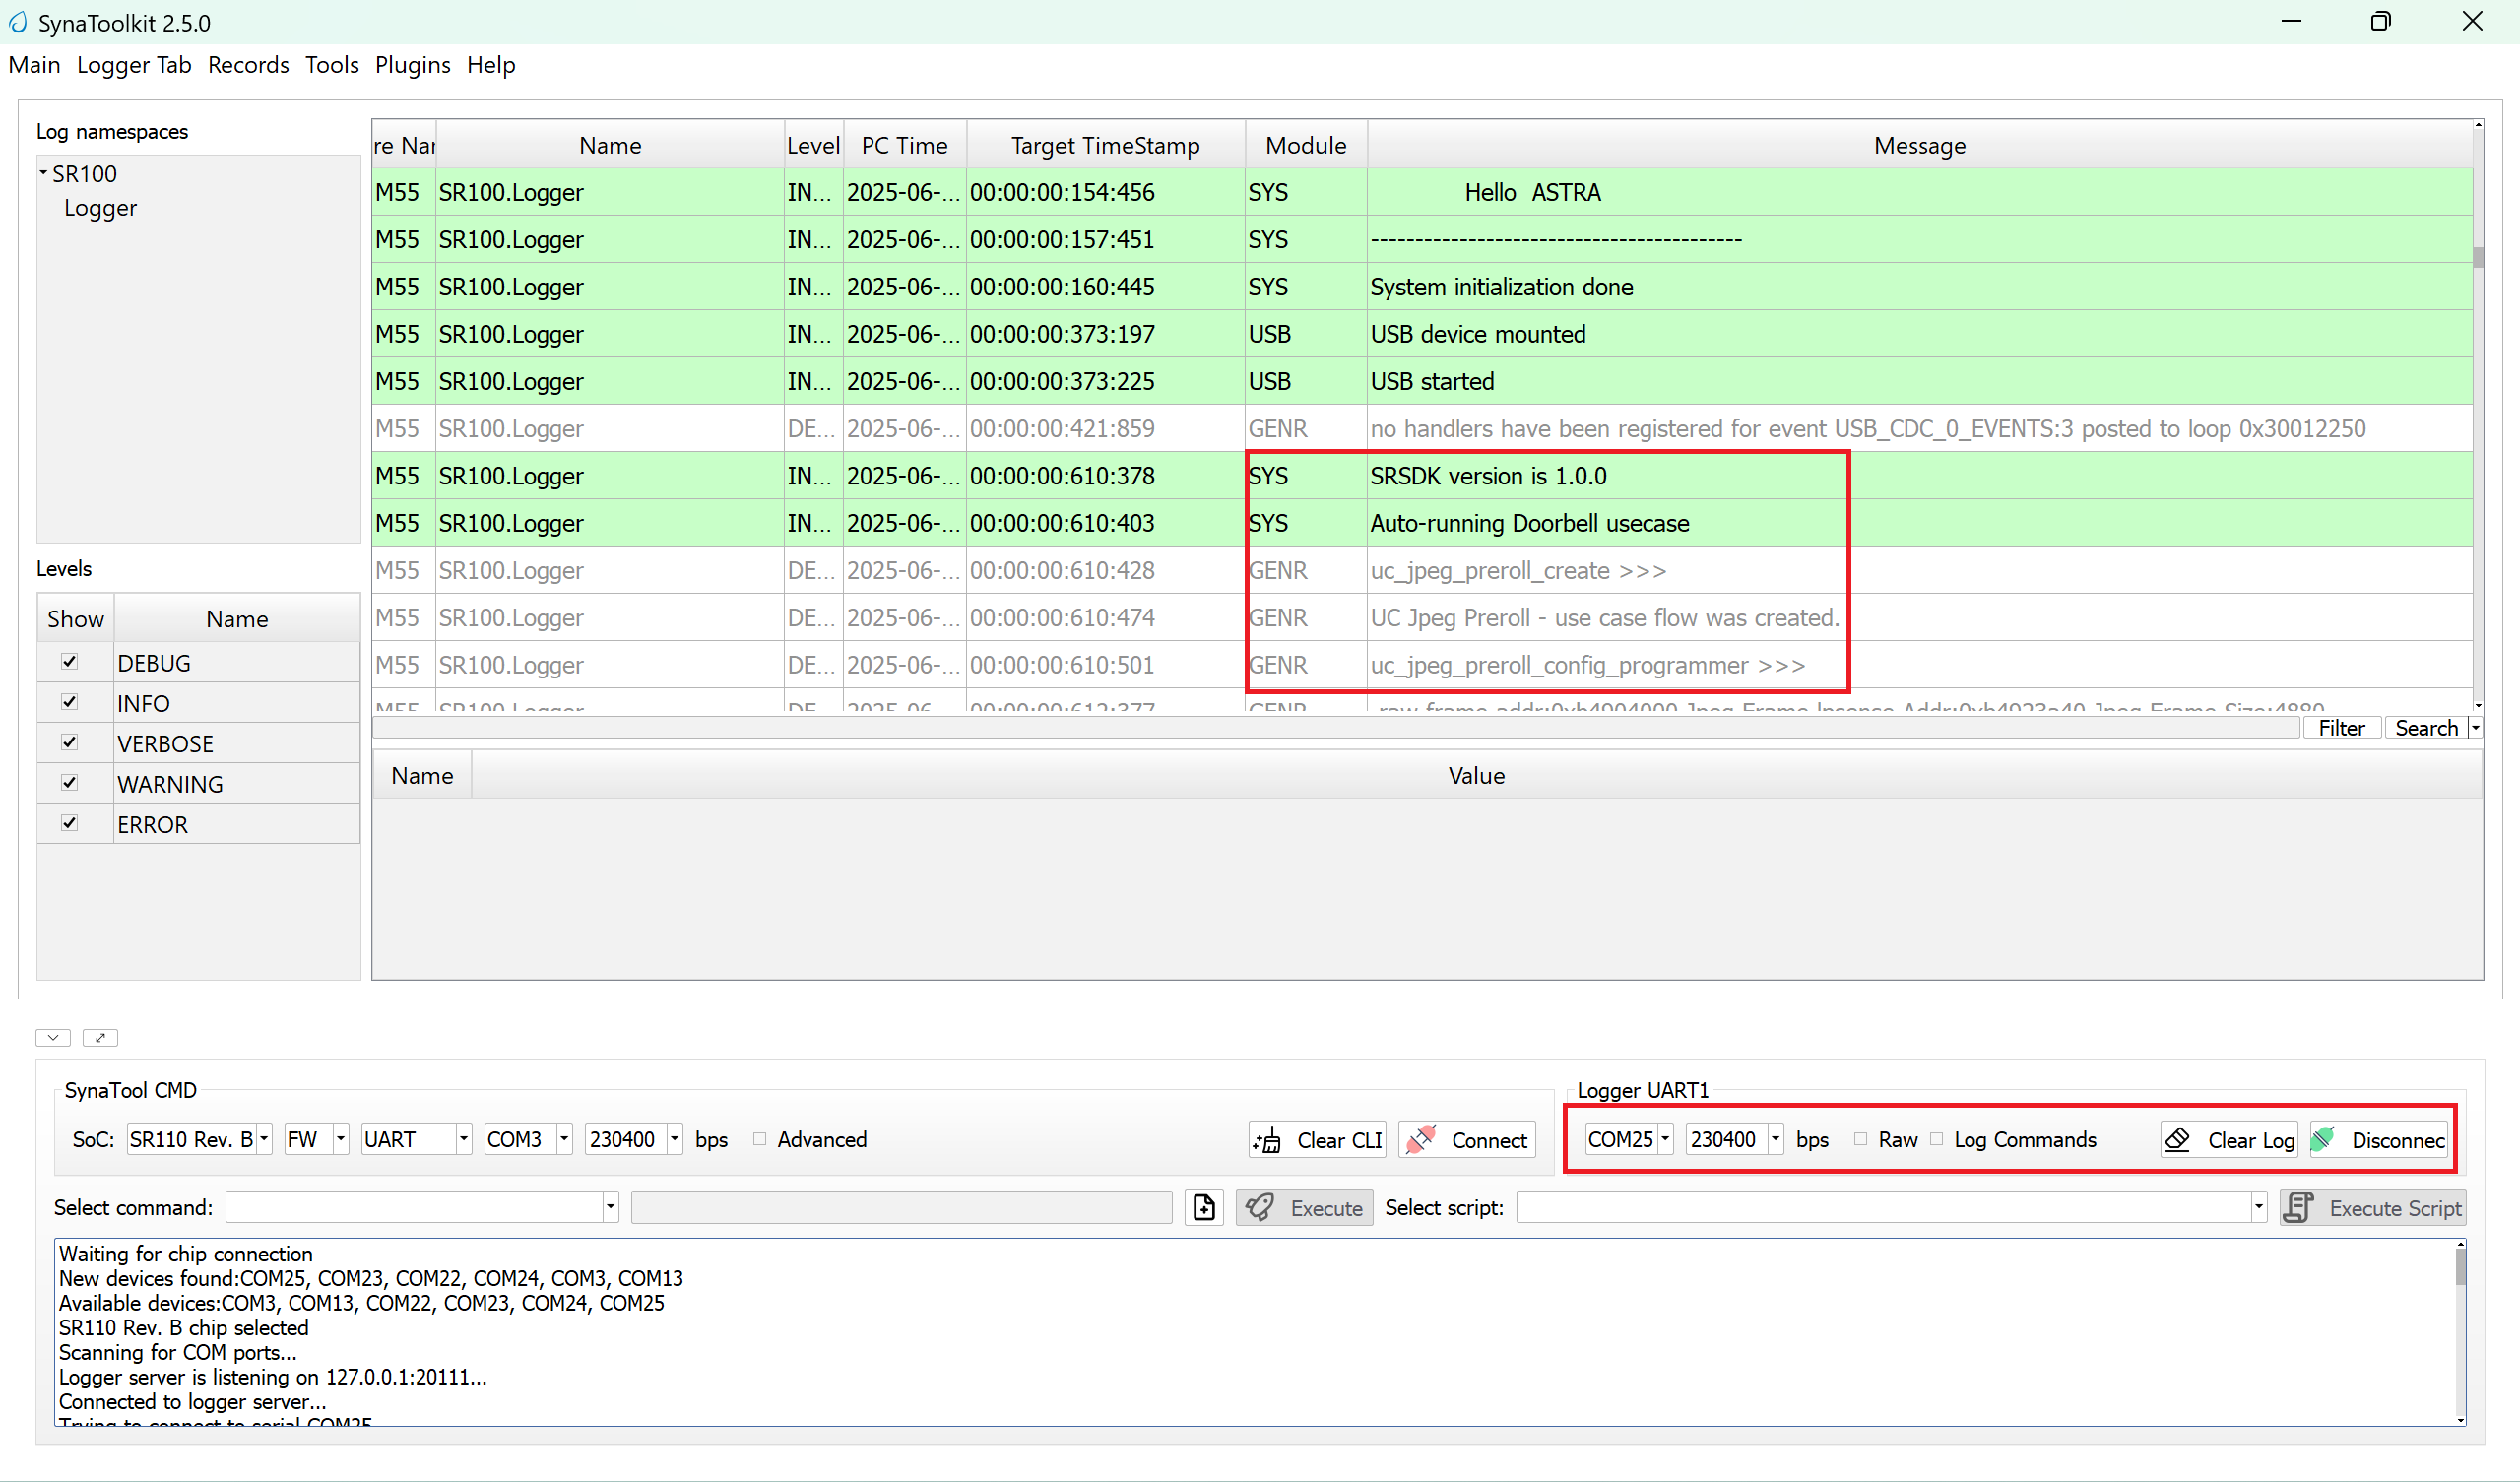 SynaToolkit 2.5.0
Main Logger Tab Records Tools Plugins Help
Log namespaces
SR100
Logger
Levels
Show Name
DEBUG
INFO
VERBOSE
WARNING
ERROR
re Nar Name Level PC Time Target TimeStamp Module Message
M55 SR100.Logger IN... 2025-06-... 00:00:00:154:456 SYS Hello ASTRA
M55 SR100.Logger IN... 2025-06-... 00:00:00:157:451 SYS ------------------------------------------
M55 SR100.Logger IN... 2025-06-... 00:00:00:160:445 SYS System initialization done
M55 SR100.Logger IN... 2025-06-... 00:00:00:373:197 USB USB device mounted
M55 SR100.Logger IN... 2025-06-... 00:00:00:373:225 USB USB started
M55 SR100.Logger DE... 2025-06-... 00:00:00:421:859 GENR no handlers have been registered for event USB_CDC_0_EVENTS:3 posted to loop 0x30012250
M55 SR100.Logger IN... 2025-06-... 00:00:00:610:378 SYS SRSDK version is 1.0.0
M55 SR100.Logger IN... 2025-06-... 00:00:00:610:403 SYS Auto-running Doorbell usecase
M55 SR100.Logger DE... 2025-06-... 00:00:00:610:428 GENR uc_jpeg_preroll_create >>>
M55 SR100.Logger DE... 2025-06-... 00:00:00:610:474 GENR UC Jpeg Preroll - use case flow was created.
M55 SR100.Logger DE... 2025-06-... 00:00:00:610:501 GENR uc_jpeg_preroll_config_programmer >>>
Filter Search
Name Value
SynaTool CMD
SoC: SR110 Rev. B FW UART COM3 230400 bps Advanced Clear CLI Connect
Logger UART1
COM25 230400 bps Raw Log Commands Clear Log Disconnec
Select command: Execute Select script: Execute Script
Waiting for chip connection
New devices found:COM25, COM23, COM22, COM24, COM3, COM13
Available devices:COM3, COM13, COM22, COM23, COM24, COM25
SR110 Rev. B chip selected
Scanning for COM ports...
Logger server is listening on 127.0.0.1:20111...
Connected to logger server...
Trying to connect to serial COM25